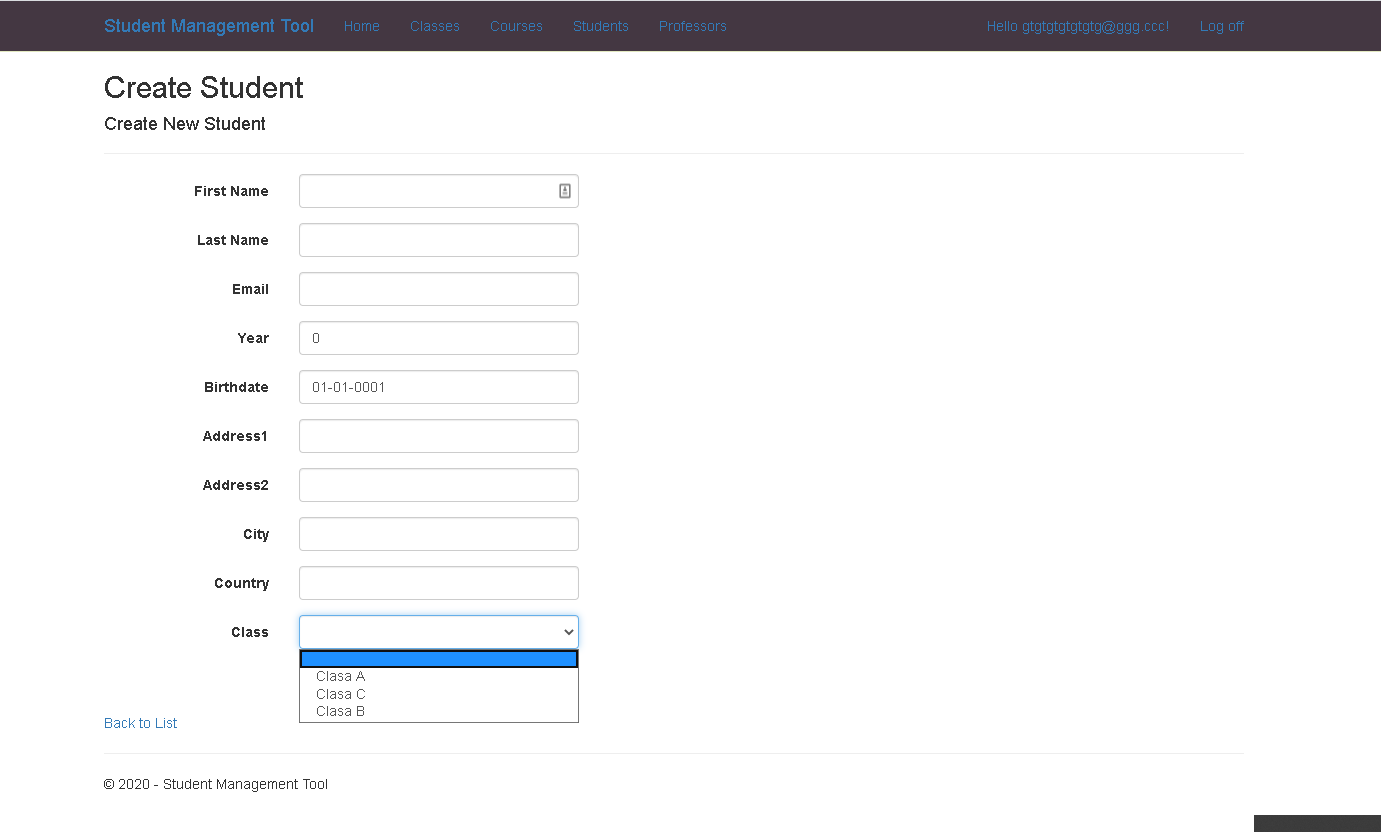 Student Management Tool Home Classes Courses Students Professors Hello gtgtgtgtgtgtg@ggg.ccc! Log off
Create Student
Create New Student
First Name
Last Name
Email
Year 0
Birthdate 01-01-0001
Address1
Address2
City
Country
Class
Clasa A
Clasa C
Clasa B
Back to List
© 2020 - Student Management Tool